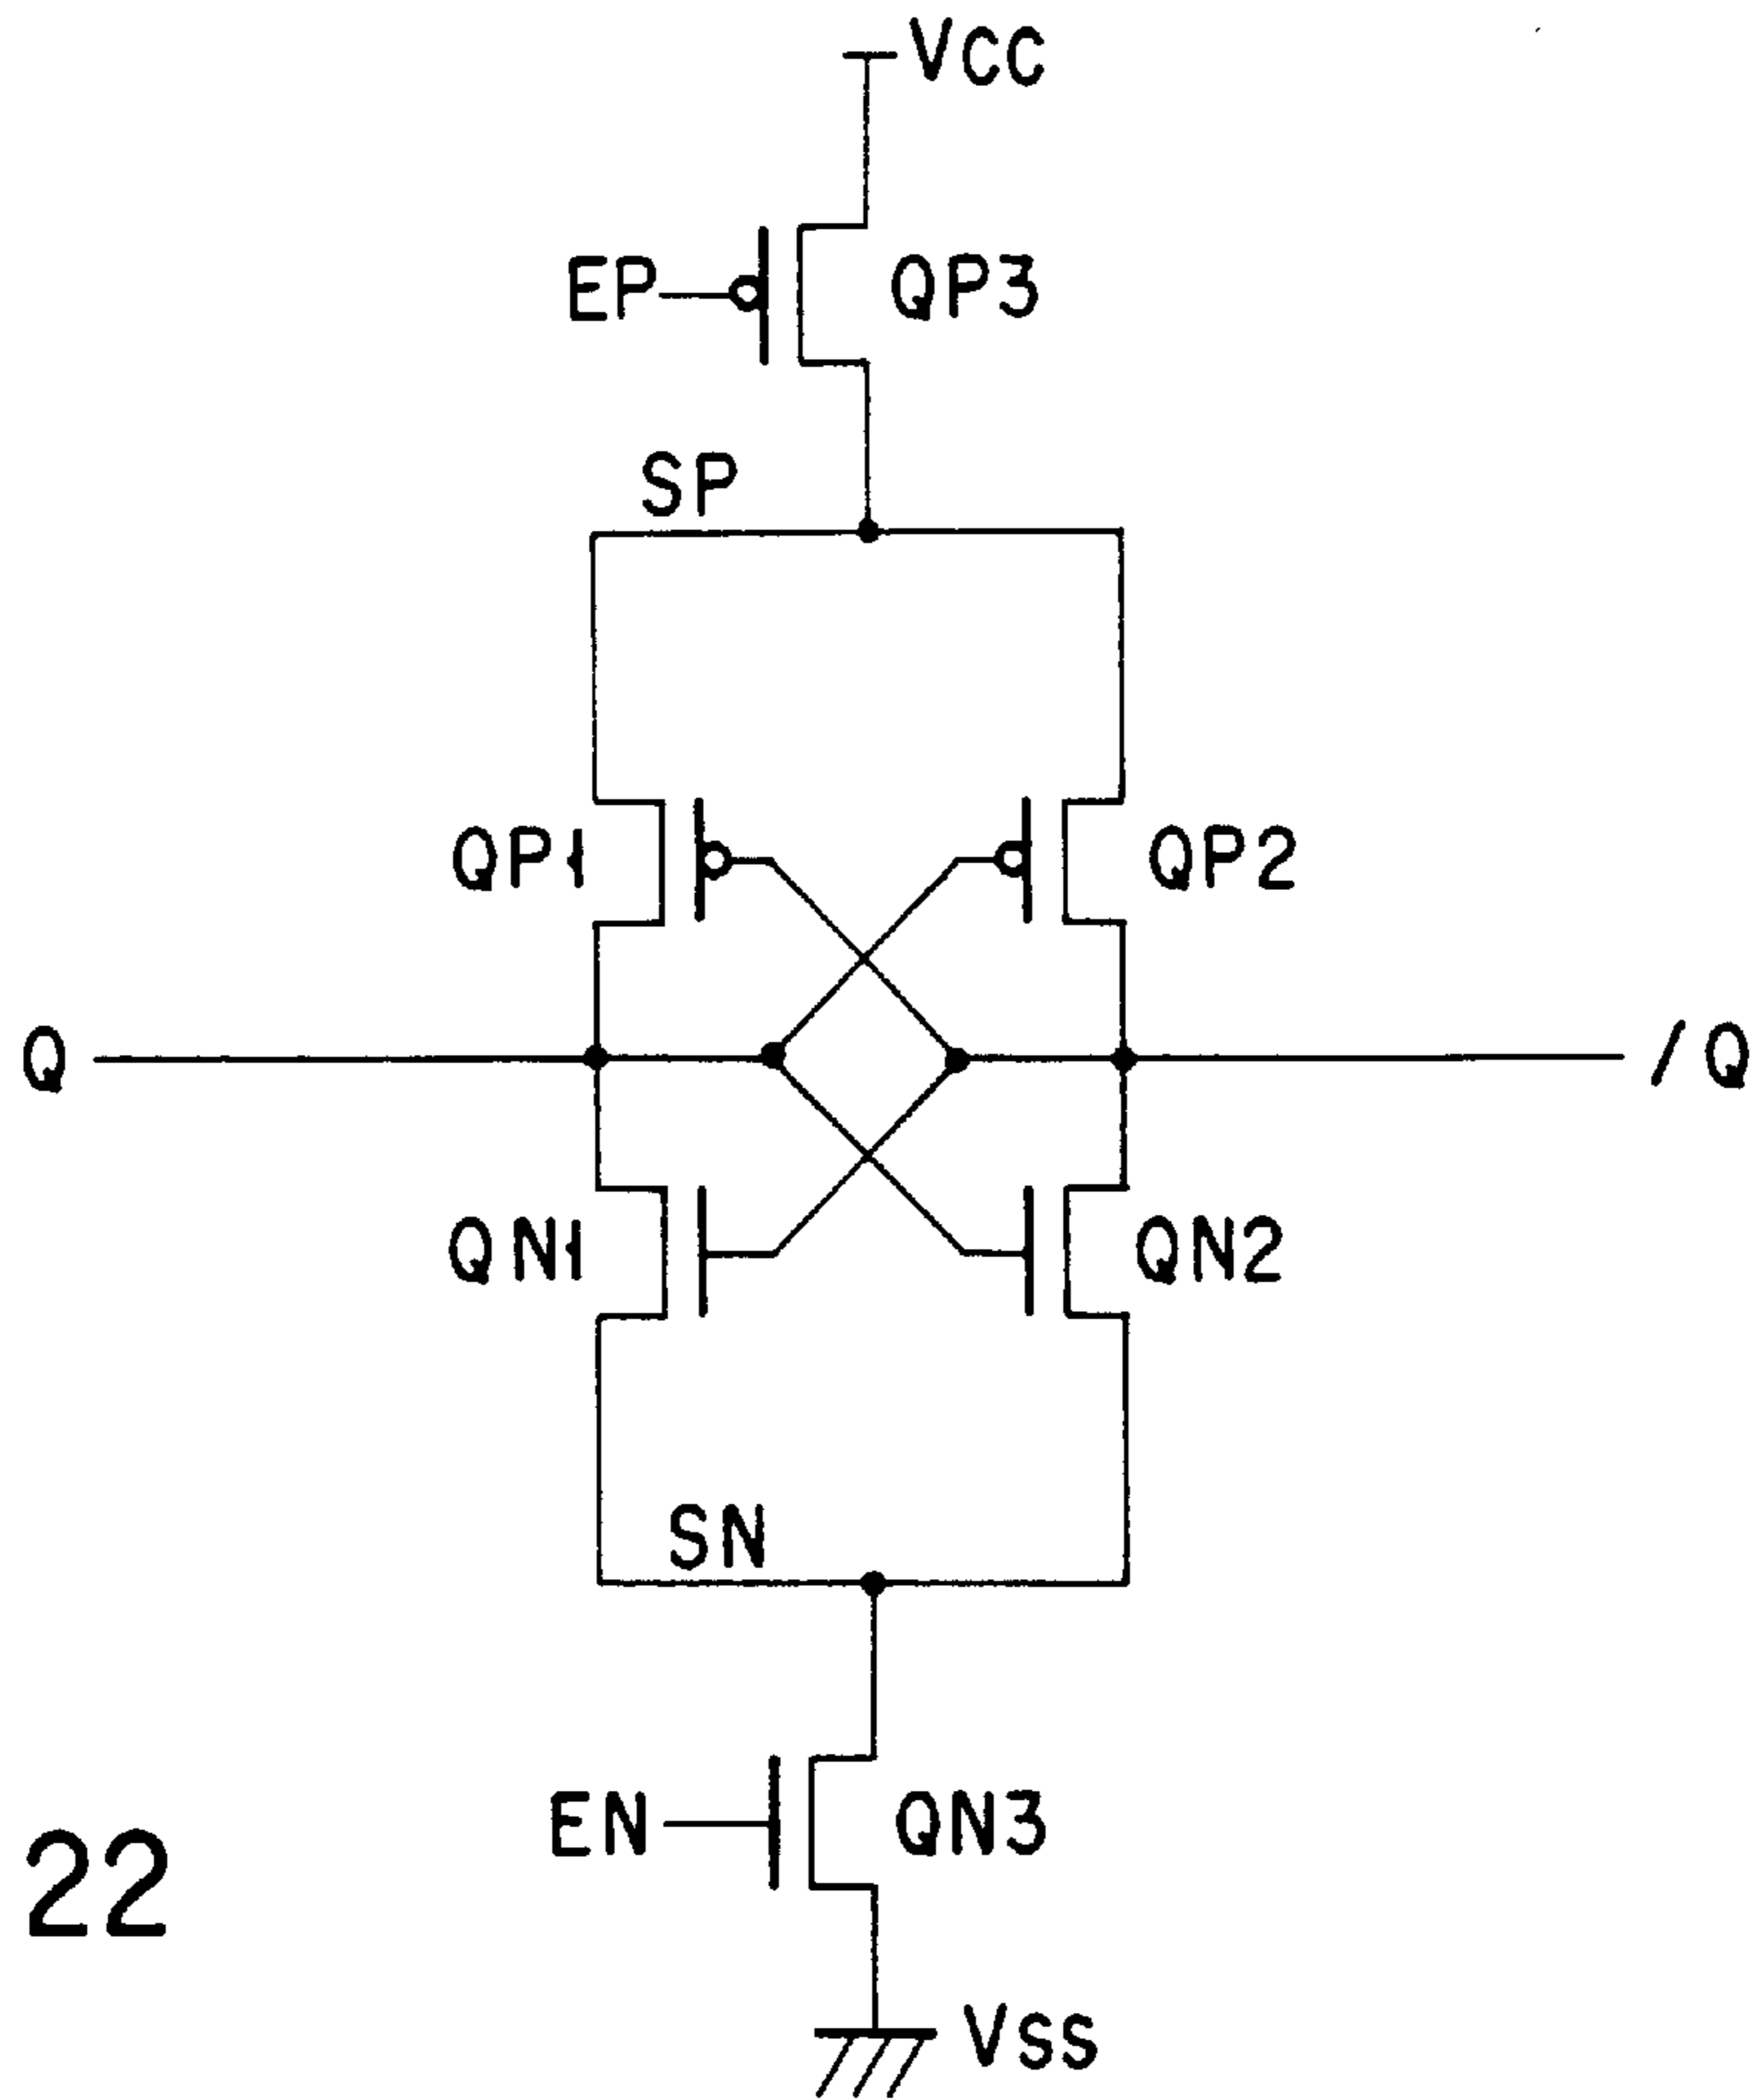 VCC
EP QP3
SP
QP1 QP2
Q /Q
QN1 QN2
SN
EN QN3
22
VSS